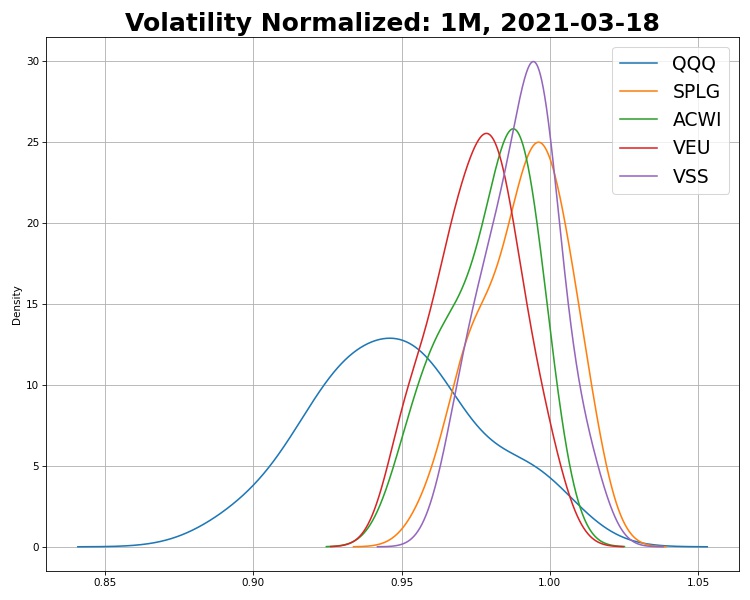 Volatility Normalized: 1M, 2021-03-18
QQQ
SPLG
ACWI
VEU
VSS
Density
30
25
20
15
10
5
0
0.85 0.90 0.95 1.00 1.05